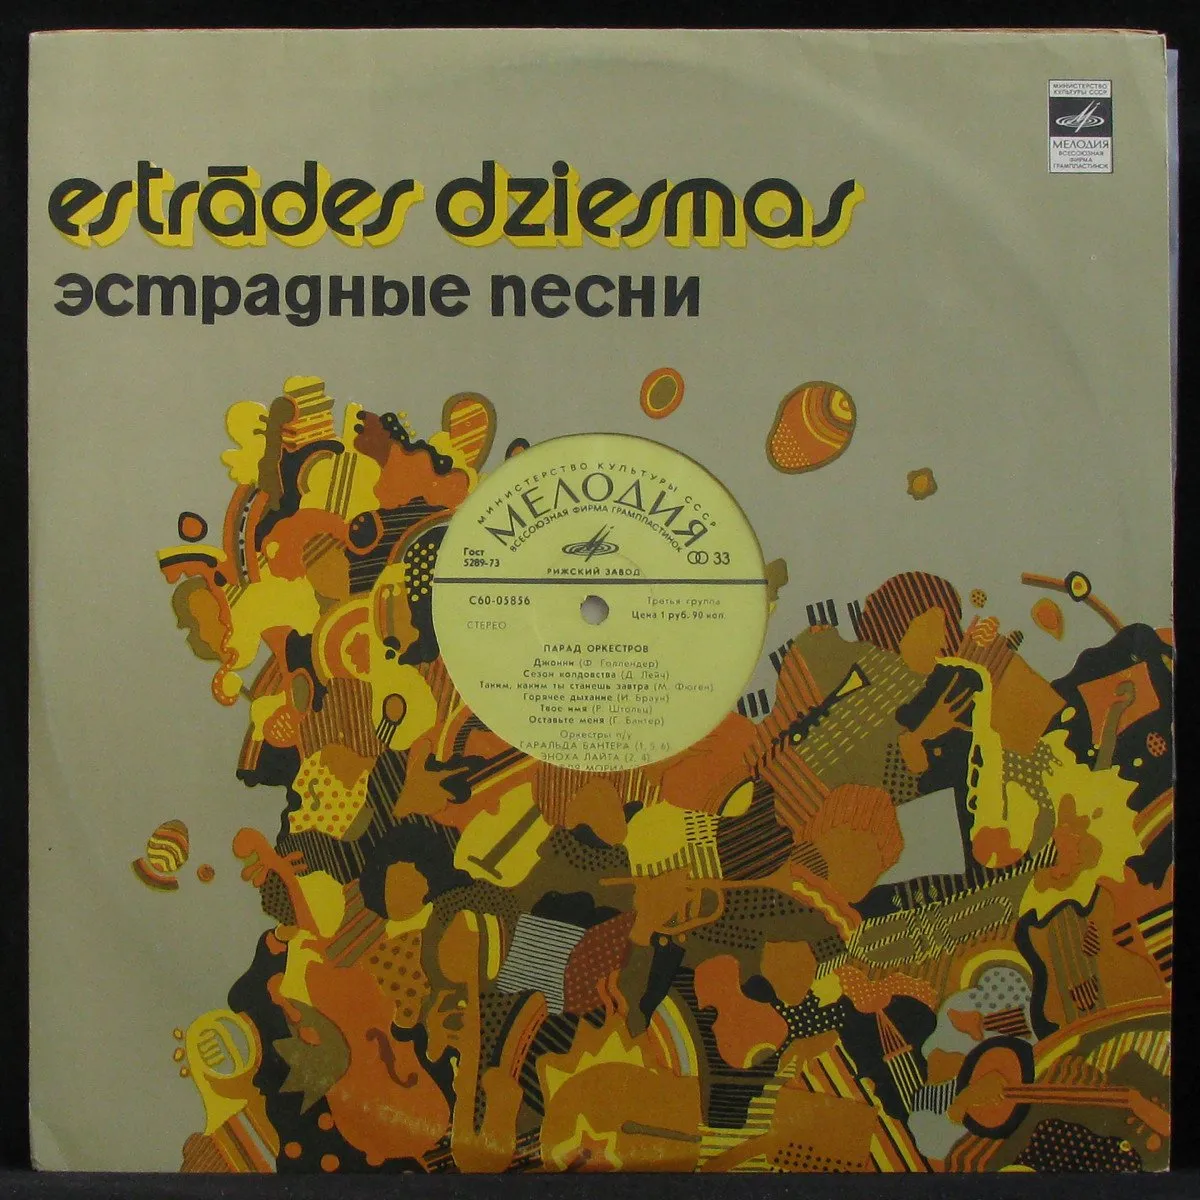 МИНИСТЕРСТВО
КУЛЬТУРЫ СССР
МЕЛОДИЯ
ВСЕСОЮЗНАЯ
ФИРМА
ГРАМПЛАСТИНОК
estrādes dziesmas
эстрадные песни
МИНИСТЕРСТВО КУЛЬТУРЫ СССР
МЕЛОДИЯ
ВСЕСОЮЗНАЯ ФИРМА ГРАМПЛАСТИНОК
Гост
5289-73
33
РИЖСКИЙ ЗАВОД
С60-05856
Третья группа
Цена 1 руб. 90 коп.
СТЕРЕО
ПАРАД ОРКЕСТРОВ
Джонни (Ф. Голлендер)
Сезон колдовства (Д. Лейч)
Таким, каким ты станешь завтра (М. Фюген)
Горячее дыхание (И. Браун)
Твое имя (Р. Штольц)
Оставьте меня (Г. Бантер)
Оркестры п/у
ГАРАЛЬДА БАНТЕРА (1, 5, 6)
ЭНОХА ЛАЙТА (2, 4)